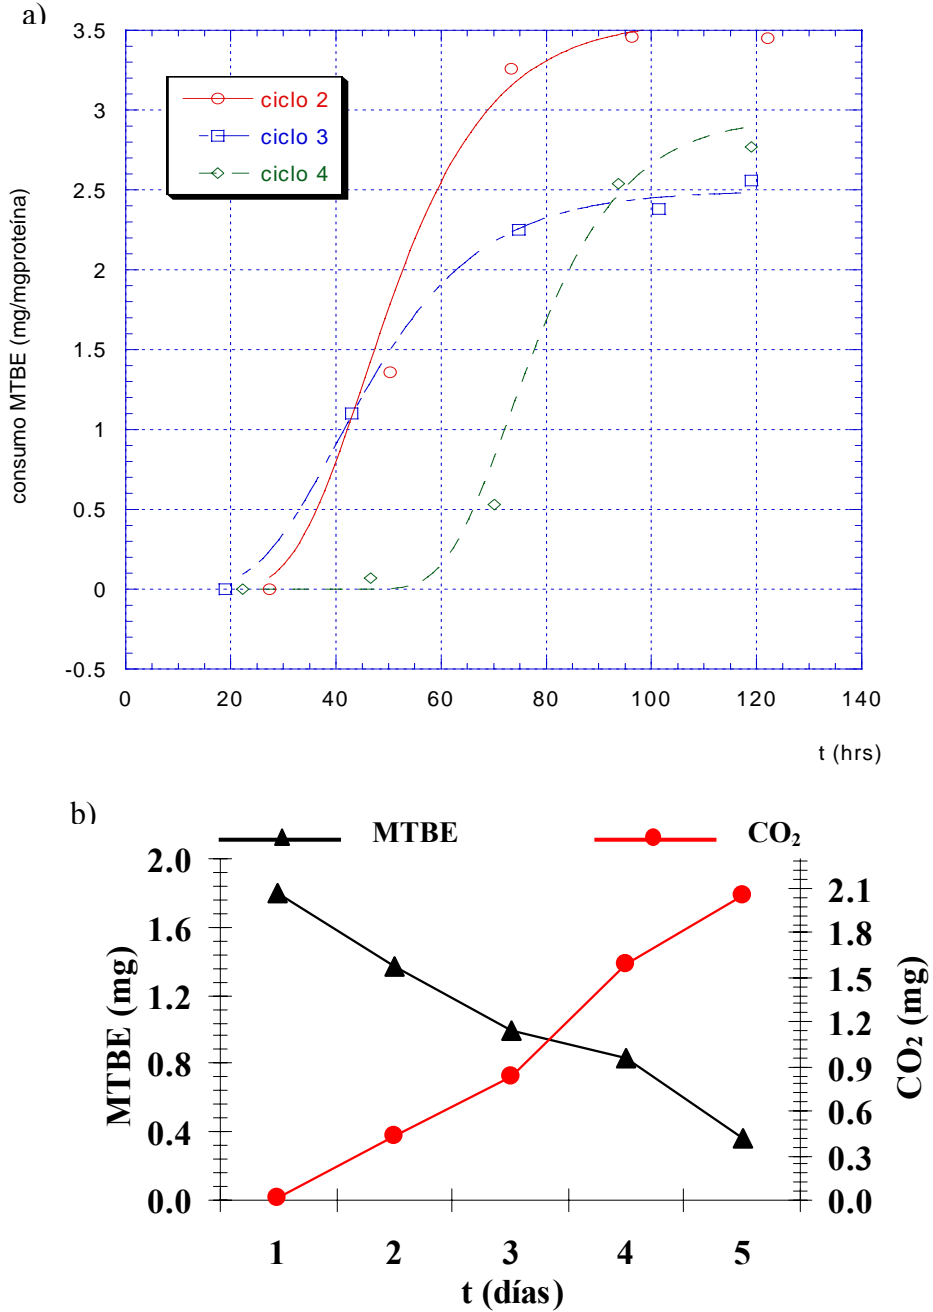 a)
3.5
3
2.5
2
1.5
1
0.5
0
-0.5
consumo MTBE (mg/mgproteína)
ciclo 2
ciclo 3
ciclo 4
0 20 40 60 80 100 120 140
t (hrs)
b)
MTBE CO₂
2.0
1.6
1.2
0.8
0.4
0.0
MTBE (mg)
2.1
1.8
1.5
1.2
0.9
0.6
0.3
0.0
CO₂ (mg)
1 2 3 4 5
t (días)